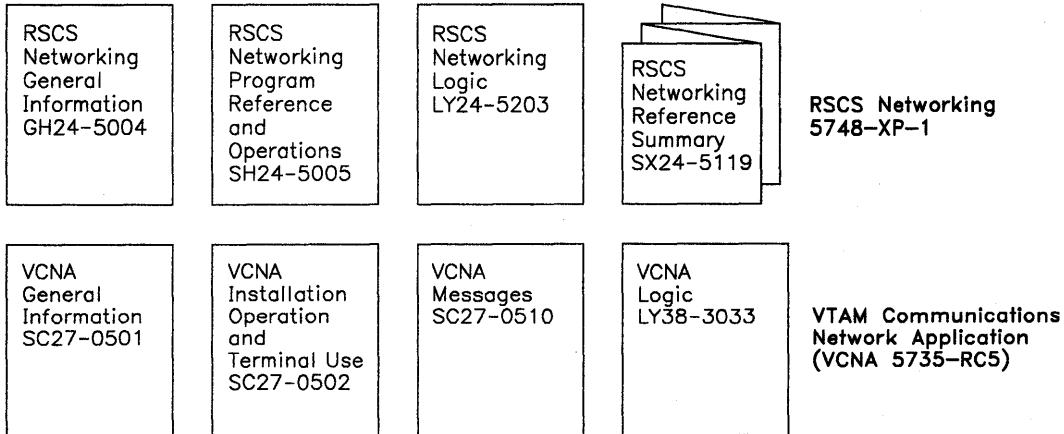 RSCS
Networking
General
Information
GH24-5004
RSCS
Networking
Program
Reference
and
Operations
SH24-5005
RSCS
Networking
Logic
LY24-5203
RSCS
Networking
Reference
Summary
SX24-5119
RSCS Networking
5748-XP-1
VCNA
General
Information
SC27-0501
VCNA
Installation
Operation
and
Terminal Use
SC27-0502
VCNA
Messages
SC27-0510
VCNA
Logic
LY38-3033
VTAM Communications
Network Application
(VCNA 5735-RC5)